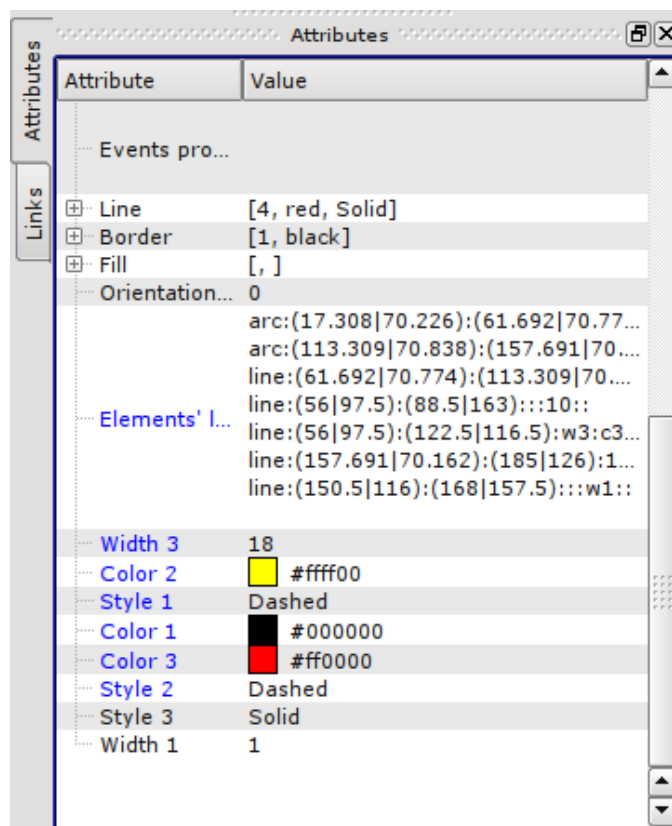 Attributes
Attributes
Links
Attribute Value
Events pro...
Line [4, red, Solid]
Border [1, black]
Fill [, ]
Orientation... 0
Elements' l...
arc:(17.308|70.226):(61.692|70.77...
arc:(113.309|70.838):(157.691|70....
line:(61.692|70.774):(113.309|70....
line:(56|97.5):(88.5|163):::10::
line:(56|97.5):(122.5|116.5):w3:c3...
line:(157.691|70.162):(185|126):1...
line:(150.5|116):(168|157.5):::w1::
Width 3 18
Color 2 #ffff00
Style 1 Dashed
Color 1 #000000
Color 3 #ff0000
Style 2 Dashed
Style 3 Solid
Width 1 1